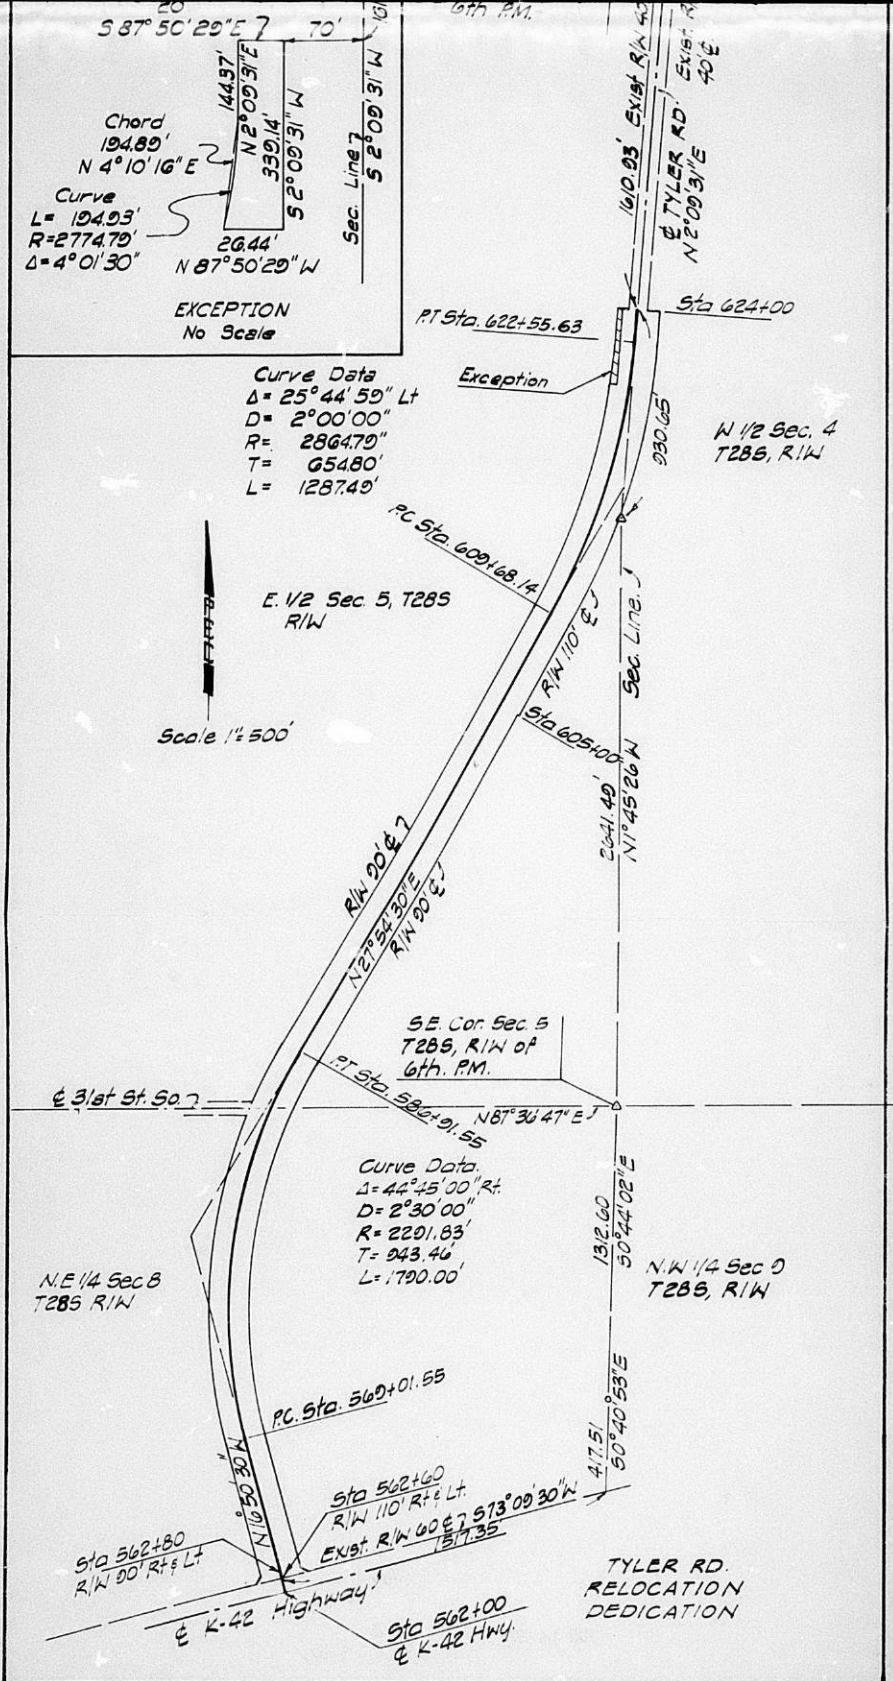 20
S 87° 50' 29" E
70'
6th P.M.
144.37'
N 2° 09' 31" E
339.14'
S 2° 09' 31" W
Sec. Line
S 2° 09' 31" W
Chord
194.89'
N 4° 10' 16" E
Curve
L= 194.93'
R=2774.79'
Δ=4° 01' 30"
26.44'
N 87° 50' 29" W
EXCEPTION
No Scale
1610.93' Exist R/W
℄ TYLER RD.
N 2° 09' 31" E
Exist.
40' ℄
P.T Sta. 622+55.63
Sta 624+00
Exception
Curve Data
Δ= 25° 44' 59" Lt
D= 2° 00' 00"
R= 2864.79"
T= 654.80'
L= 1287.49'
930.65'
W 1/2 Sec. 4
T28S, R1W
P.C Sta. 609+68.14
E. 1/2 Sec. 5, T28S
R1W
R/W 110' ℄
Sec. Line
Sta 605+00
Scale 1"= 500'
2641.49'
N1° 45' 26 W
R/W 90' ℄
N27° 54' 30" E
R/W 90' ℄
S.E. Cor. Sec. 5
T28S, R1W of
6th. P.M.
℄ 31st St. So.
P.T Sta. 586+91.55
N87° 36' 47" E
Curve Data.
Δ= 44° 45' 00" Rt.
D= 2° 30' 00"
R= 2291.83'
T= 943.46'
L= 1790.00'
1312.60
S0° 44' 02" E
N.E 1/4 Sec 8
T28S R1W
N.W 1/4 Sec 9
T28S, R1W
P.C. Sta. 569+01.55
417.51
S0° 40' 53" E
N16° 50' 30" W
Sta 562+60
R/W 110' Rt & Lt.
Exist. R/W 60 ℄ S73° 09' 30" W
1517.35'
Sta 562+80
R/W 90' Rt & Lt
℄ K-42 Highway
Sta 562+00
℄ K-42 Hwy.
TYLER RD.
RELOCATION
DEDICATION